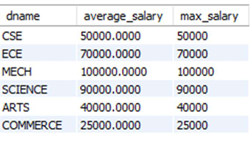 dname average_salary max_salary
CSE 50000.0000 50000
ECE 70000.0000 70000
MECH 100000.0000 100000
SCIENCE 90000.0000 90000
ARTS 40000.0000 40000
COMMERCE 25000.0000 25000